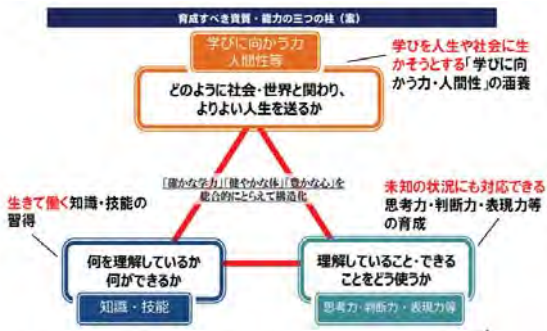 育成すべき資質・能力の三つの柱（案）
学びに向かう力
人間性等
どのように社会・世界と関わり、
よりよい人生を送るか
学びを人生や社会に生
かそうとする「学びに向
かう力・人間性」の涵養
「確かな学力」「健やかな体」「豊かな心」を
総合的にとらえて構造化
生きて働く知識・技能の
習得
未知の状況にも対応できる
思考力・判断力・表現力等
の育成
何を理解しているか
何ができるか
知識・技能
理解していること・できる
ことをどう使うか
思考力・判断力・表現力等